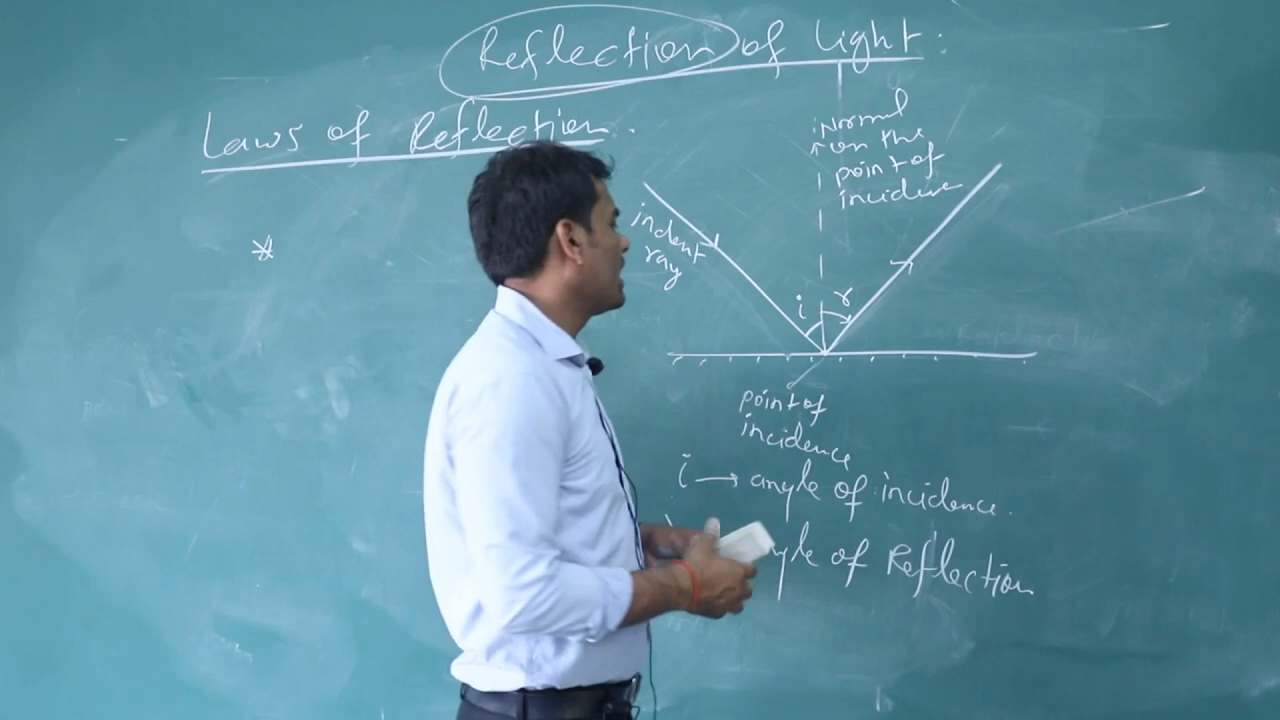 Reflection of light:
Laws of Reflection.
*
Normal
on the
point of
incidence
indent
ray
i r
point of
incidence
i → angle of incidence.
yle of Reflection